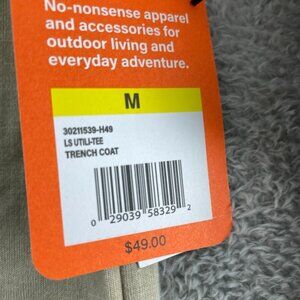 No-nonsense apparel
and accessories for
outdoor living and
everyday adventure.
M
30211539-H49
LS UTILI-TEE
TRENCH COAT
0 29039 58329 2
$49.00